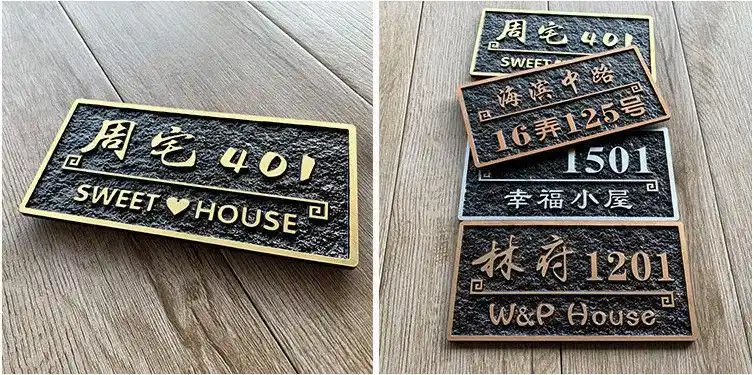 周宅 401
SWEET HOUSE
周宅 401
SWEET
海滨中路
16弄125号
1501
幸福小屋
林府 1201
W&P House